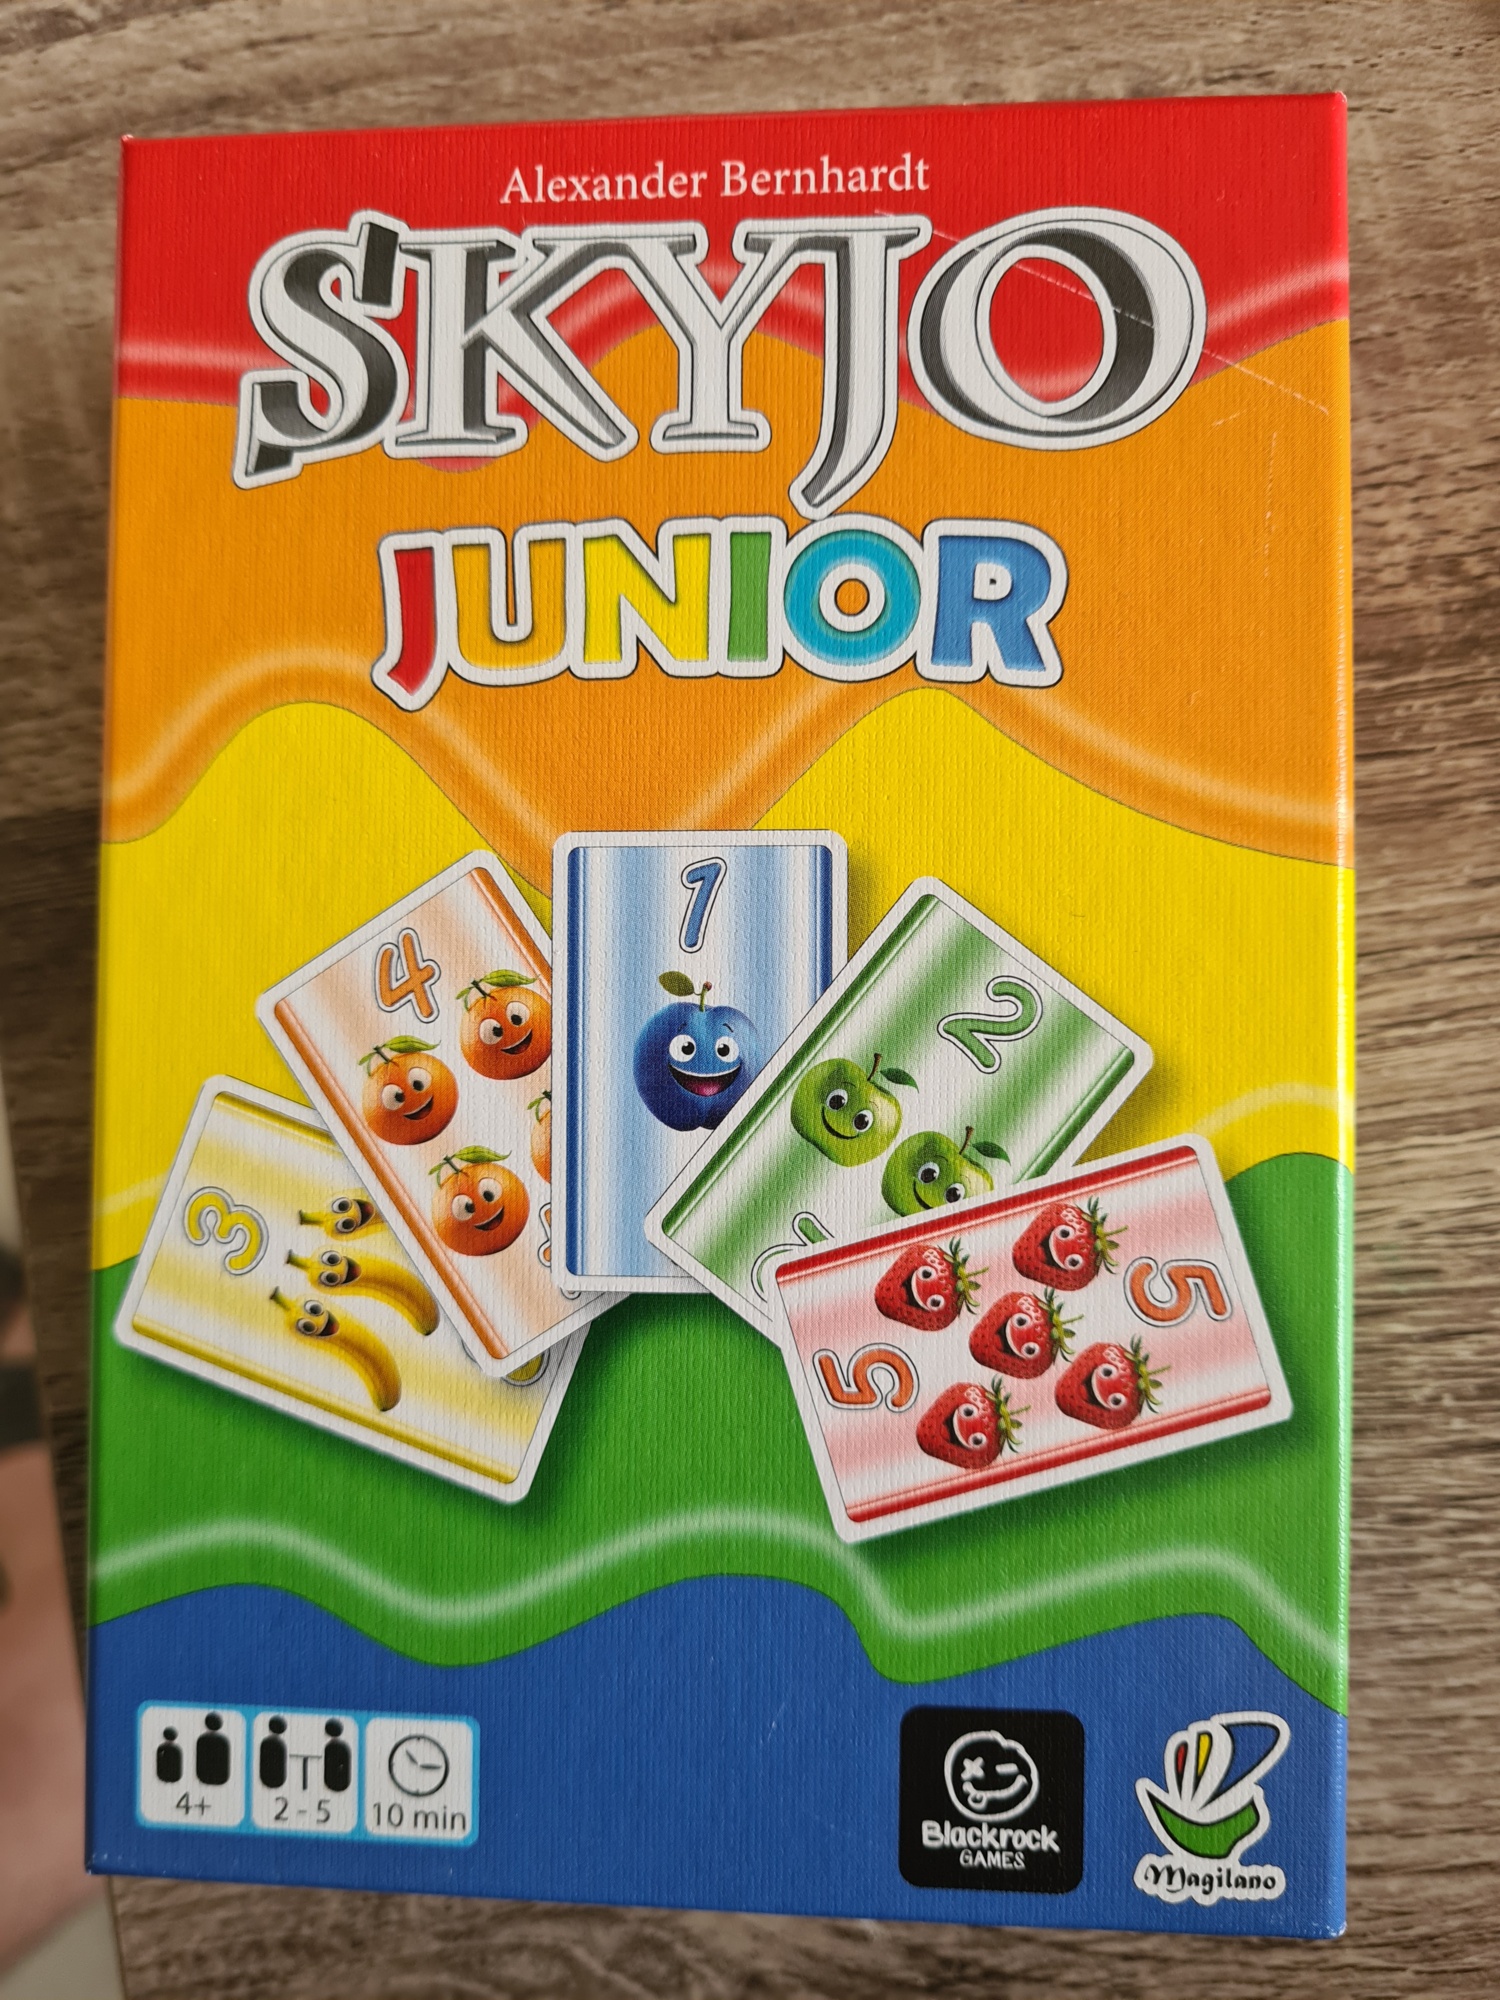 Alexander Bernhardt
SKYJO
JUNIOR
1
4
2
3
5
5
4+
2 - 5
10 min
Blackrock
GAMES
Magilano